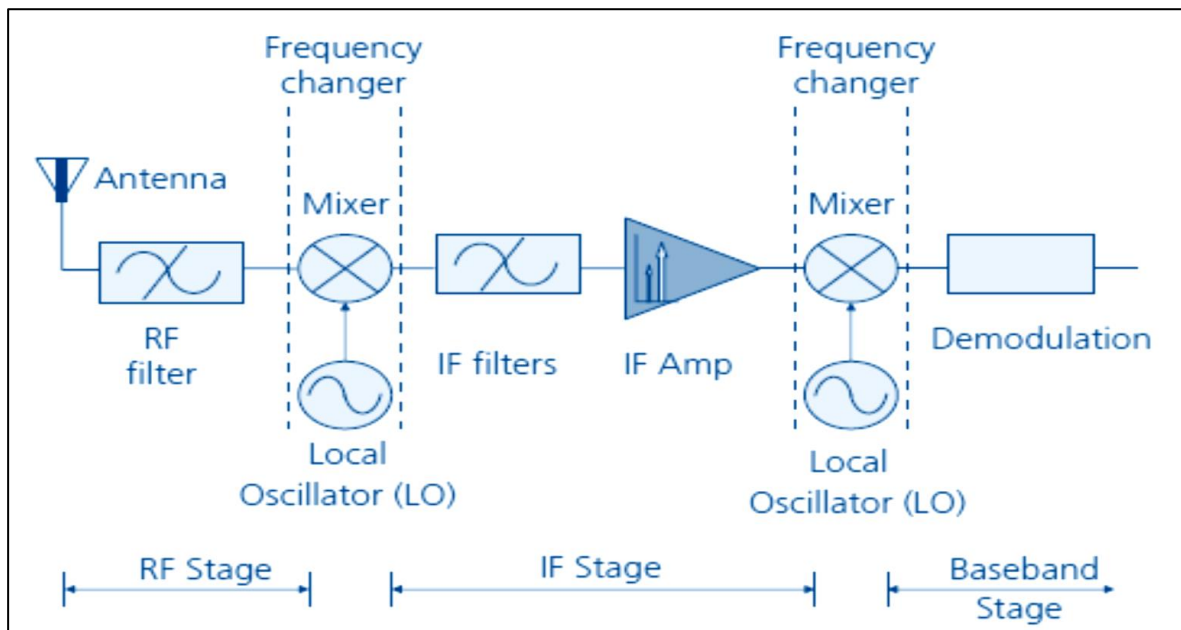 Frequency
changer
Frequency
changer
Antenna
Mixer
Mixer
RF
filter
IF filters
IF Amp
Demodulation
Local
Oscillator (LO)
Local
Oscillator (LO)
RF Stage
IF Stage
Baseband
Stage